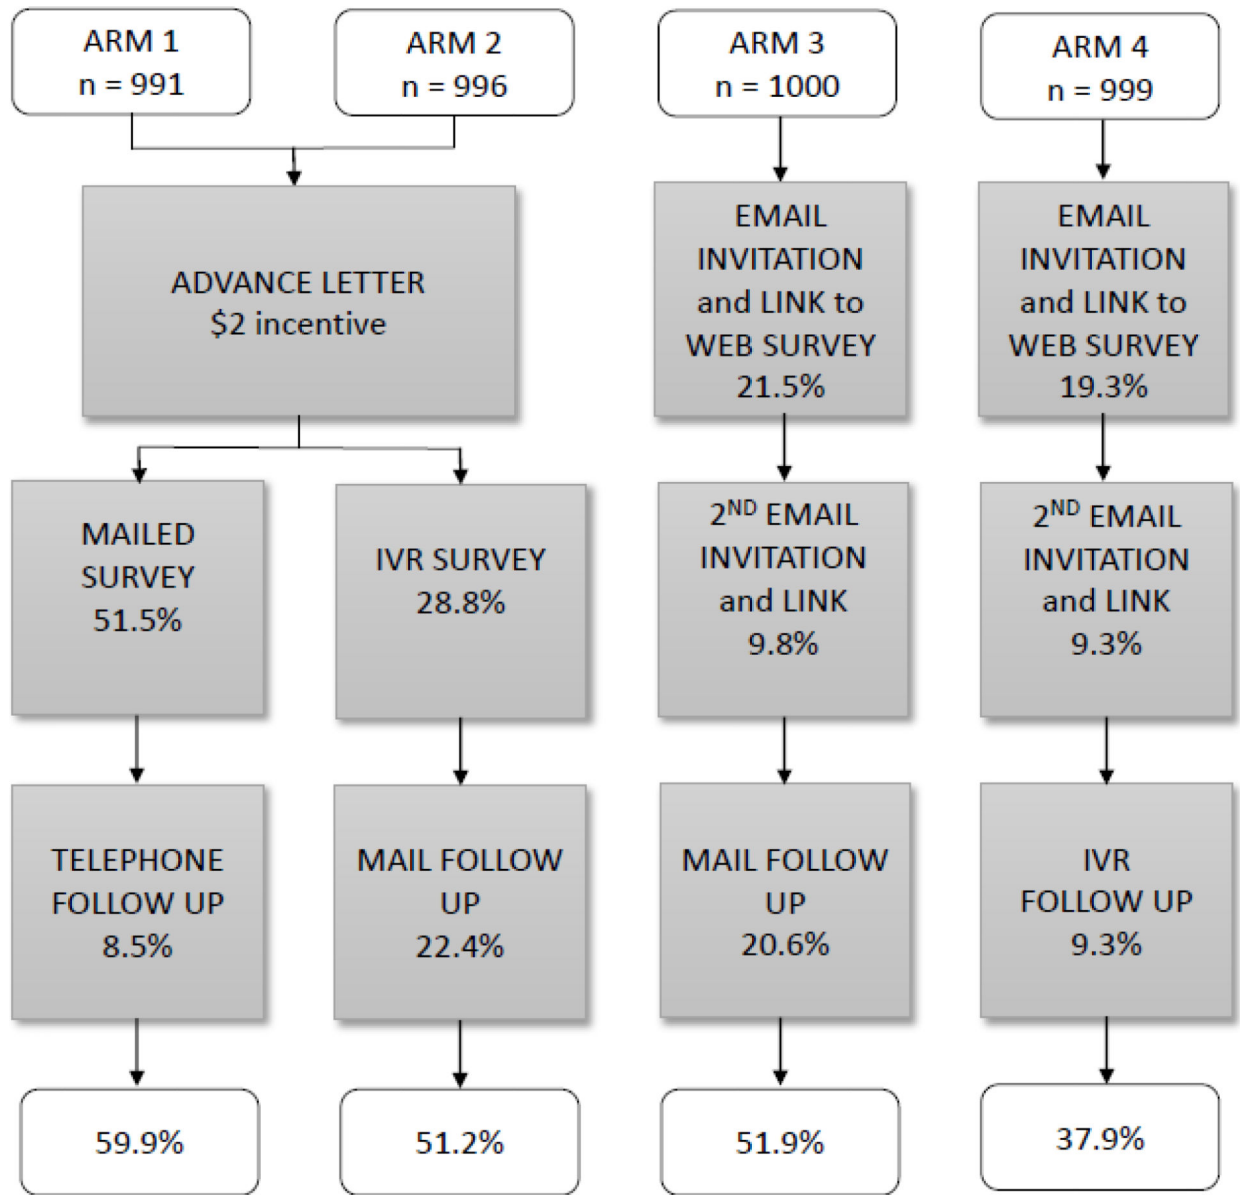 ARM 1
n = 991
ARM 2
n = 996
ARM 3
n = 1000
ARM 4
n = 999
ADVANCE LETTER
$2 incentive
EMAIL
INVITATION
and LINK to
WEB SURVEY
21.5%
EMAIL
INVITATION
and LINK to
WEB SURVEY
19.3%
MAILED
SURVEY
51.5%
IVR SURVEY
28.8%
2ND EMAIL
INVITATION
and LINK
9.8%
2ND EMAIL
INVITATION
and LINK
9.3%
TELEPHONE
FOLLOW UP
8.5%
MAIL FOLLOW
UP
22.4%
MAIL FOLLOW
UP
20.6%
IVR
FOLLOW UP
9.3%
59.9%
51.2%
51.9%
37.9%